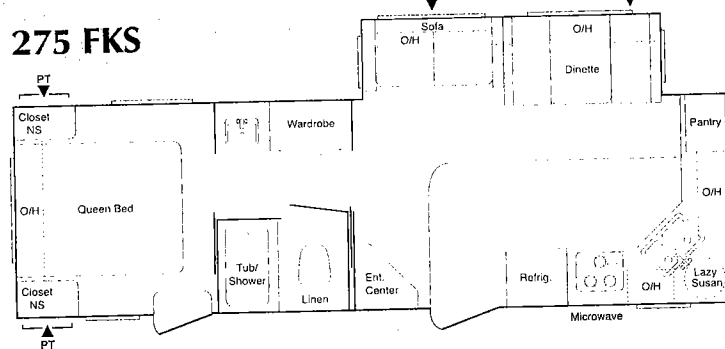 275 FKS
PT
Closet
NS
O/H
Queen Bed
Closet
NS
PT
Wardrobe
Tub/
Shower
Linen
Ent.
Center
Sofa
O/H
O/H
Dinette
Pantry
O/H
Refrig.
O/H
Lazy
Susan
Microwave